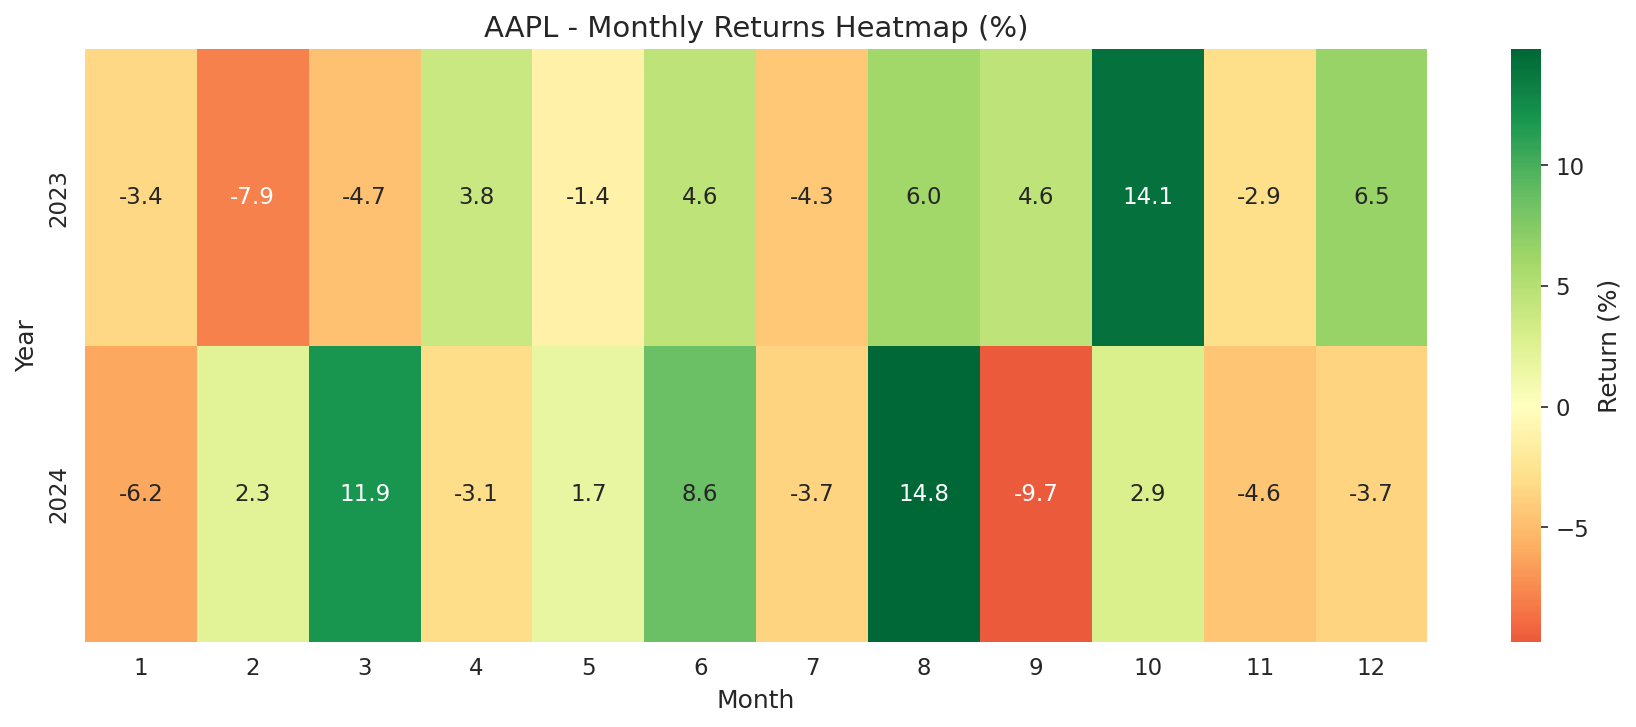 AAPL - Monthly Returns Heatmap (%)
Year
2023
-3.4 -7.9 -4.7 3.8 -1.4 4.6 -4.3 6.0 4.6 14.1 -2.9 6.5
2024
-6.2 2.3 11.9 -3.1 1.7 8.6 -3.7 14.8 -9.7 2.9 -4.6 -3.7
1 2 3 4 5 6 7 8 9 10 11 12
Month
10
5
0
−5
Return (%)